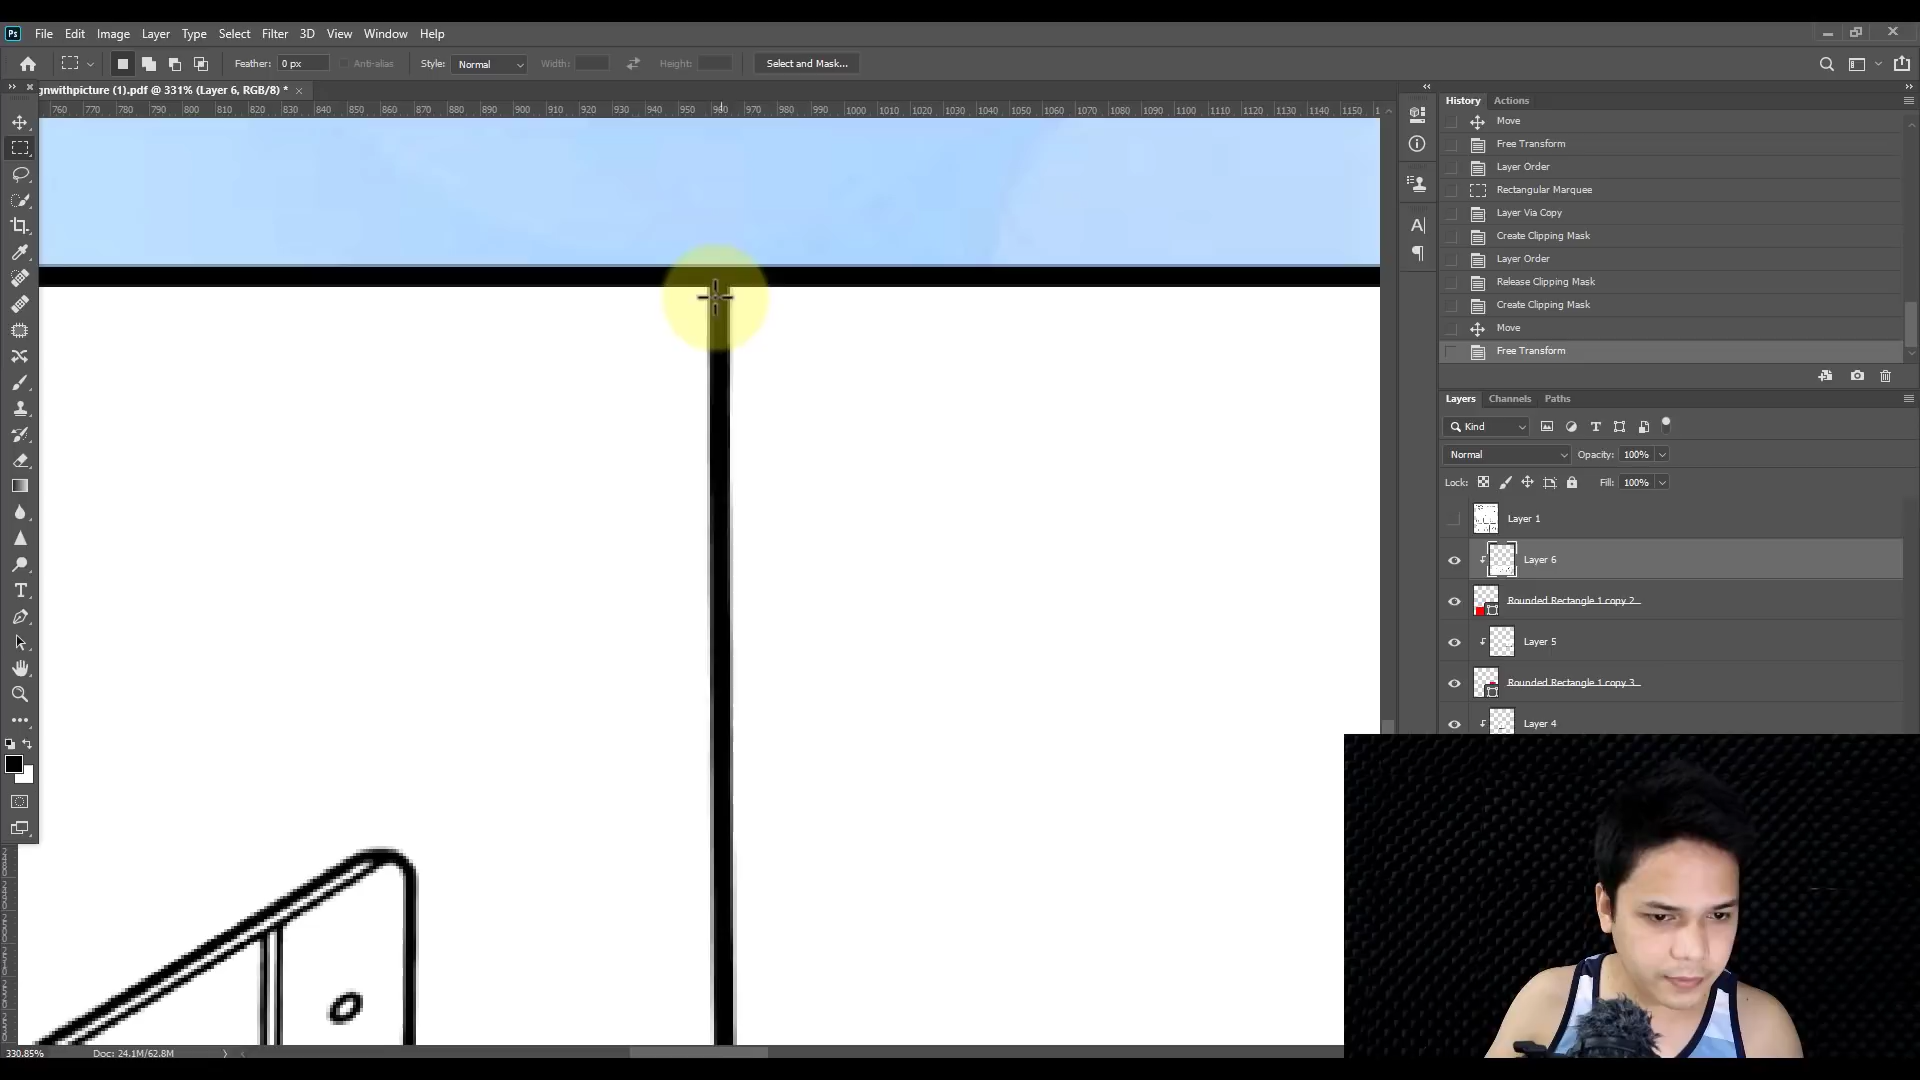 Ps File Edit Image Layer Type Select Filter 3D View Window Help
Feather: 0 px Anti-alias Style: Normal Width: Height: Select and Mask...
gnwithpicture (1).pdf @ 331% (Layer 6, RGB/8) *
760 770 780 790 800 810 820 830 840 850 860 870 880 890 900 910 920 930 940 950 960 970 980 990 1000 1010 1020 1030 1040 1050 1060 1070 1080 1090 1100 1110 1120 1130 1140 1150
History Actions
Move
Free Transform
Layer Order
Rectangular Marquee
Layer Via Copy
Create Clipping Mask
Layer Order
Release Clipping Mask
Create Clipping Mask
Move
Free Transform
Layers Channels Paths
Kind
Normal Opacity: 100%
Lock: Fill: 100%
Layer 1
Layer 6
Rounded Rectangle 1 copy 2
Layer 5
Rounded Rectangle 1 copy 3
Layer 4
330.85% Doc: 24.1M/62.8M